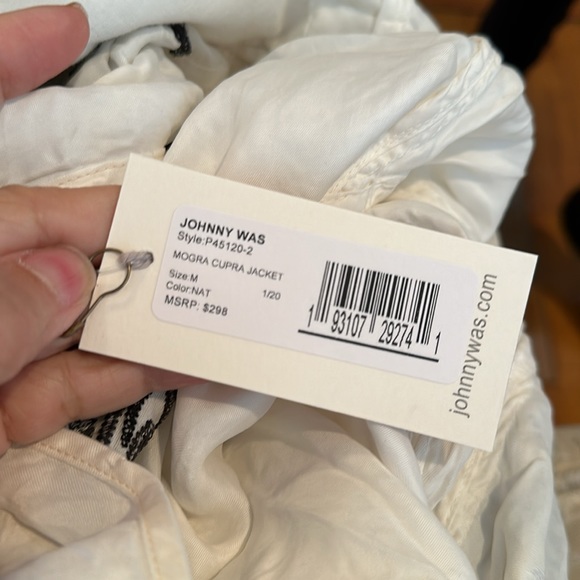 JOHNNY WAS
Style:P45120-2
MOGRA CUPRA JACKET
Size:M 1/20
Color:NAT
MSRP: $298
1 93107 29274 1
johnnywas.com